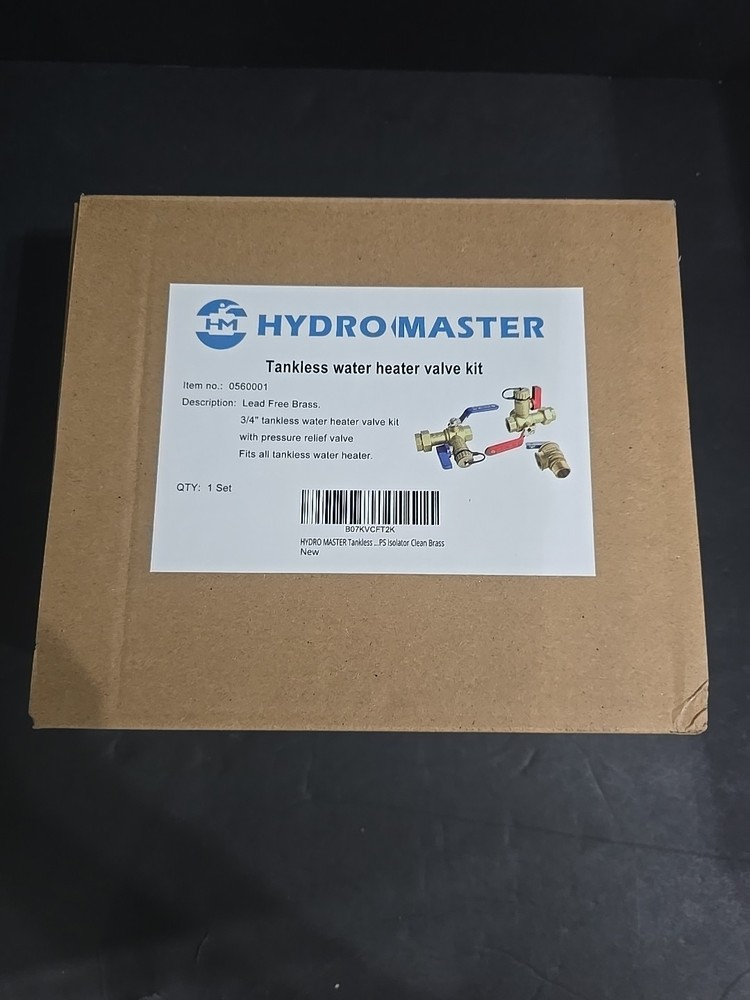 HM HYDRO MASTER
Tankless water heater valve kit
Item no.: 0560001
Description: Lead Free Brass.
3/4" tankless water heater valve kit
with pressure relief valve
Fits all tankless water heater.
QTY: 1 Set
B07KVCFT2K
HYDRO MASTER Tankless ...PS Isolator Clean Brass
New